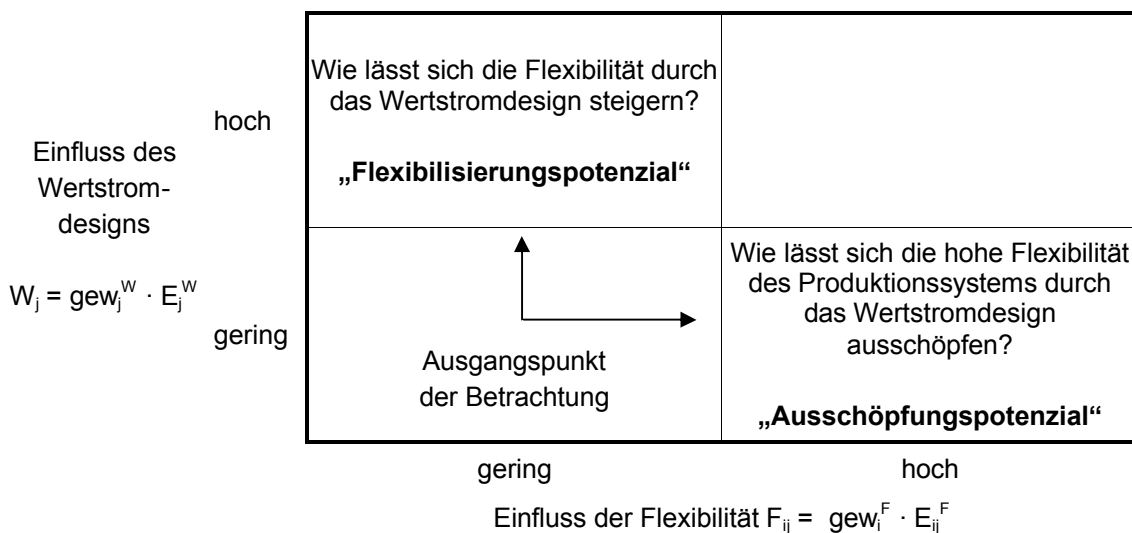 Wie lässt sich die Flexibilität durch
das Wertstromdesign steigern?
„Flexibilisierungspotenzial“
hoch
Einfluss des
Wertstrom-
designs
W_j = gew_j^W · E_j^W
gering
Wie lässt sich die hohe Flexibilität
des Produktionssystems durch
das Wertstromdesign
ausschöpfen?
„Ausschöpfungspotenzial“
Ausgangspunkt
der Betrachtung
gering
hoch
Einfluss der Flexibilität F_ij = gew_i^F · E_ij^F